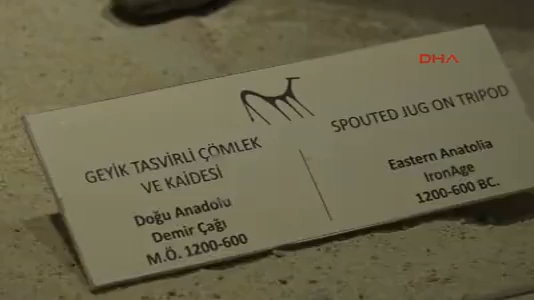 DHA
GEYİK TASVİRLİ ÇÖMLEK
VE KAİDESİ
Doğu Anadolu
Demir Çağı
M.Ö. 1200-600
SPOUTED JUG ON TRIPOD
Eastern Anatolia
IronAge
1200-600 BC.